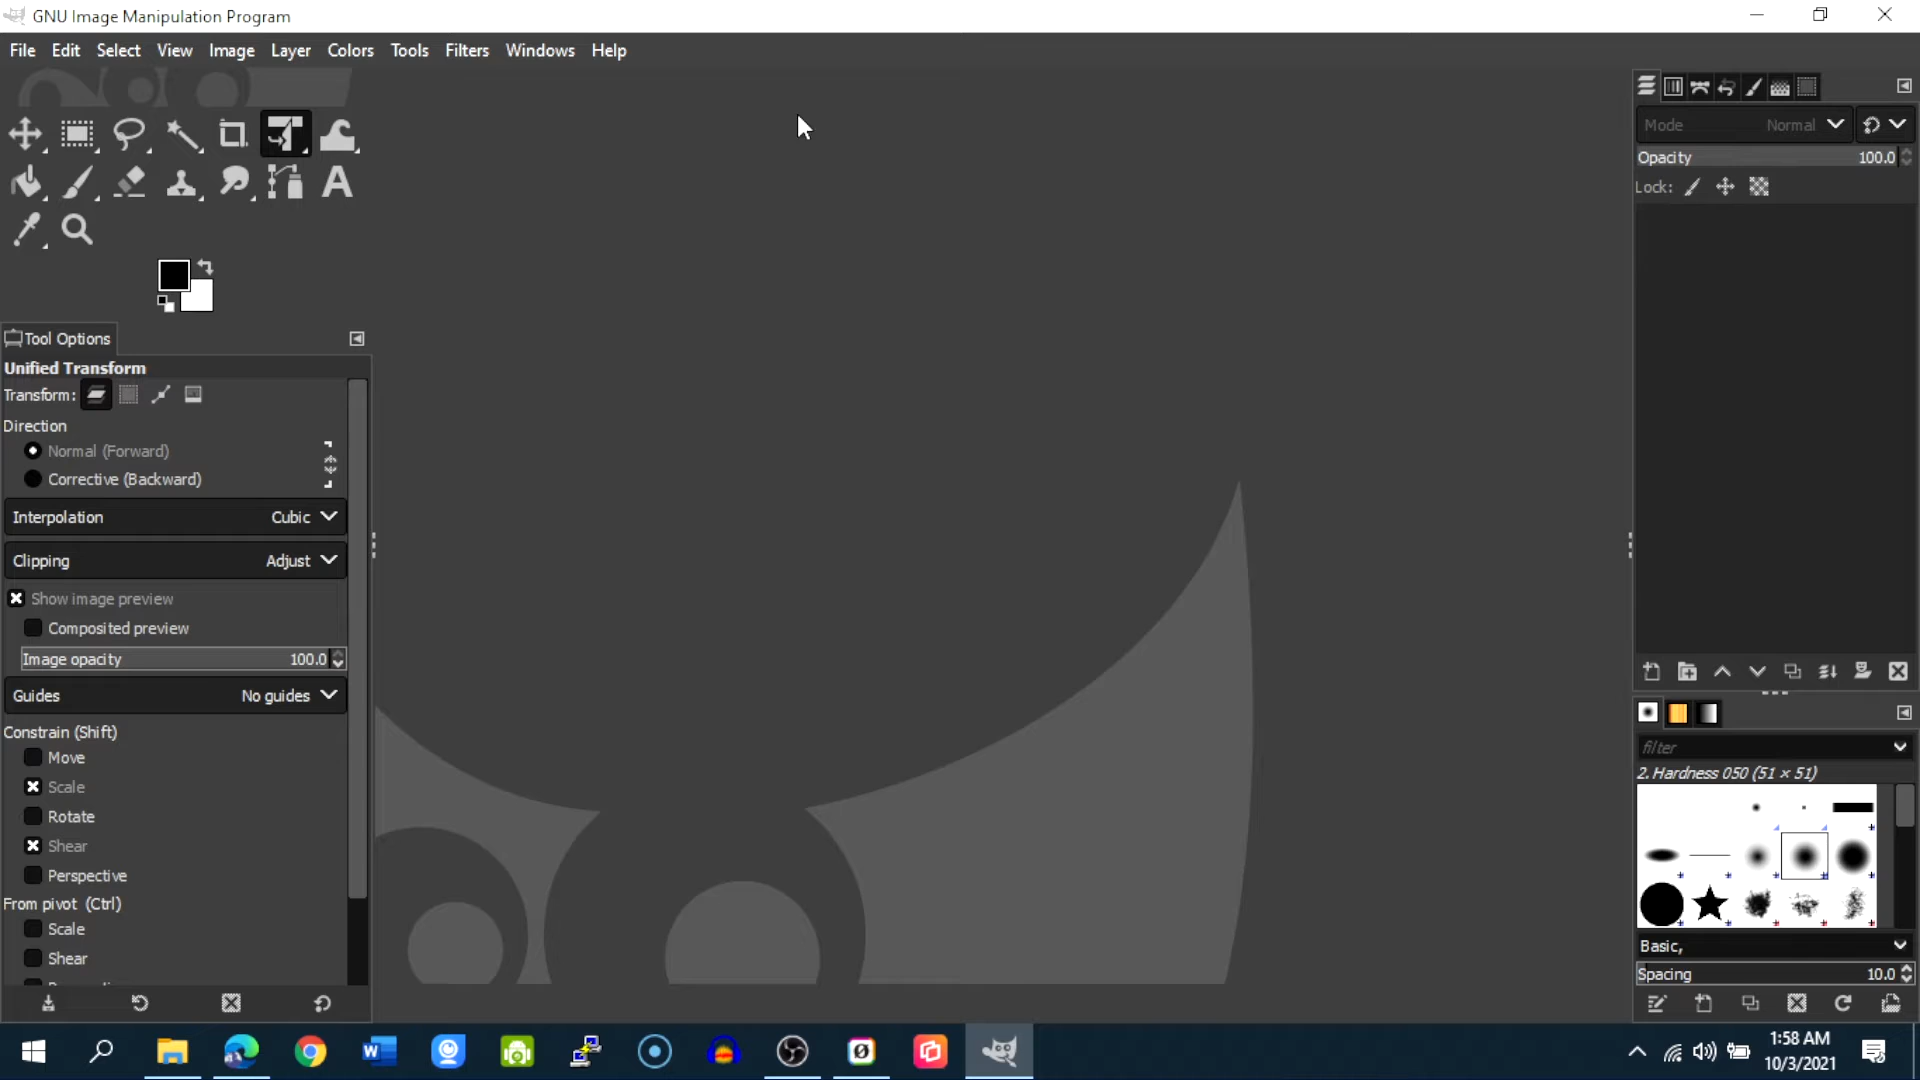 GNU Image Manipulation Program
File Edit Select View Image Layer Colors Tools Filters Windows Help
Tool Options
Unified Transform
Transform:
Direction
Normal (Forward)
Corrective (Backward)
Interpolation Cubic
Clipping Adjust
Show image preview
Composited preview
Image opacity 100.0
Guides No guides
Constrain (Shift)
Move
Scale
Rotate
Shear
Perspective
From pivot (Ctrl)
Scale
Shear
Mode Normal
Opacity 100.0
Lock:
filter
2. Hardness 050 (51 × 51)
Basic,
Spacing 10.0
1:58 AM
10/3/2021